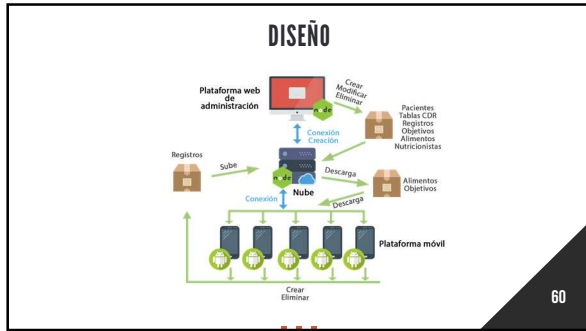 DISEÑO
Plataforma web
de
administración
node
Crear
Modificar
Eliminar
Pacientes
Tablas CDR
Registros
Objetivos
Alimentos
Nutricionistas
Conexión
Creación
Registros
Sube
node
Nube
Descarga
Alimentos
Objetivos
Descarga
Conexión
Plataforma móvil
Crear
Eliminar
60